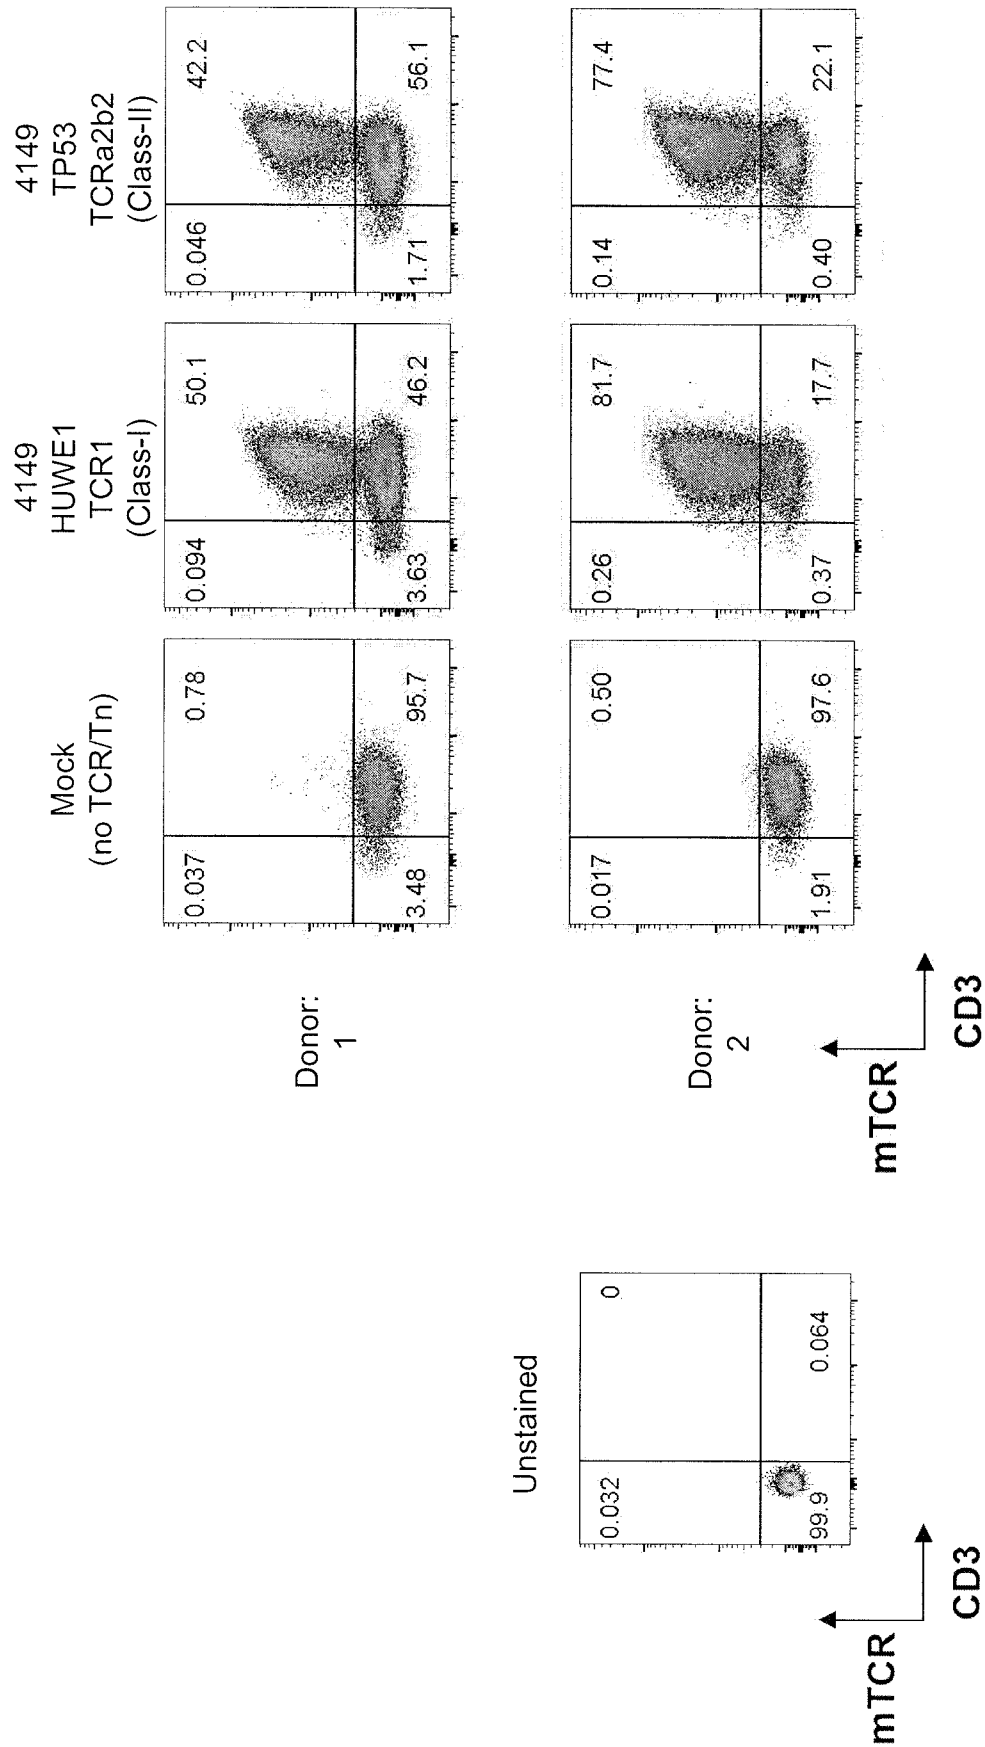 Unstained
0.032
0
99.9
0.064
mTCR
CD3
Mock
(no TCR/Tn)
4149
HUWE1
TCR1
(Class-I)
4149
TP53
TCRa2b2
(Class-II)
Donor:
1
0.037
0.78
3.48
95.7
0.094
50.1
3.63
46.2
0.046
42.2
1.71
56.1
Donor:
2
0.017
0.50
1.91
97.6
0.26
81.7
0.37
17.7
0.14
77.4
0.40
22.1
mTCR
CD3